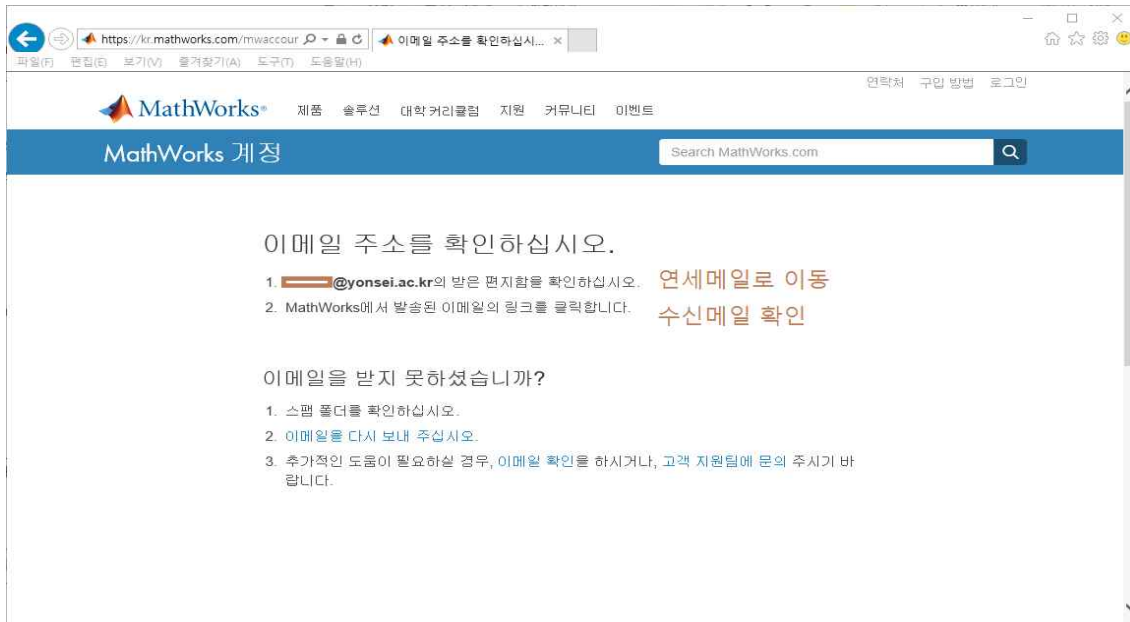 https://kr.mathworks.com/mwaccour
이메일 주소를 확인하십시... ×
파일(F) 편집(E) 보기(V) 즐겨찾기(A) 도구(T) 도움말(H)
연락처 구입 방법 로그인
MathWorks®
제품 솔루션 대학 커리큘럼 지원 커뮤니티 이벤트
MathWorks 계정
Search MathWorks.com
이메일 주소를 확인하십시오.
1. @yonsei.ac.kr의 받은 편지함을 확인하십시오. 연세메일로 이동
2. MathWorks에서 발송된 이메일의 링크를 클릭합니다. 수신메일 확인
이메일을 받지 못하셨습니까?
1. 스팸 폴더를 확인하십시오.
2. 이메일을 다시 보내 주십시오.
3. 추가적인 도움이 필요하실 경우, 이메일 확인을 하시거나, 고객 지원팀에 문의 주시기 바
랍니다.